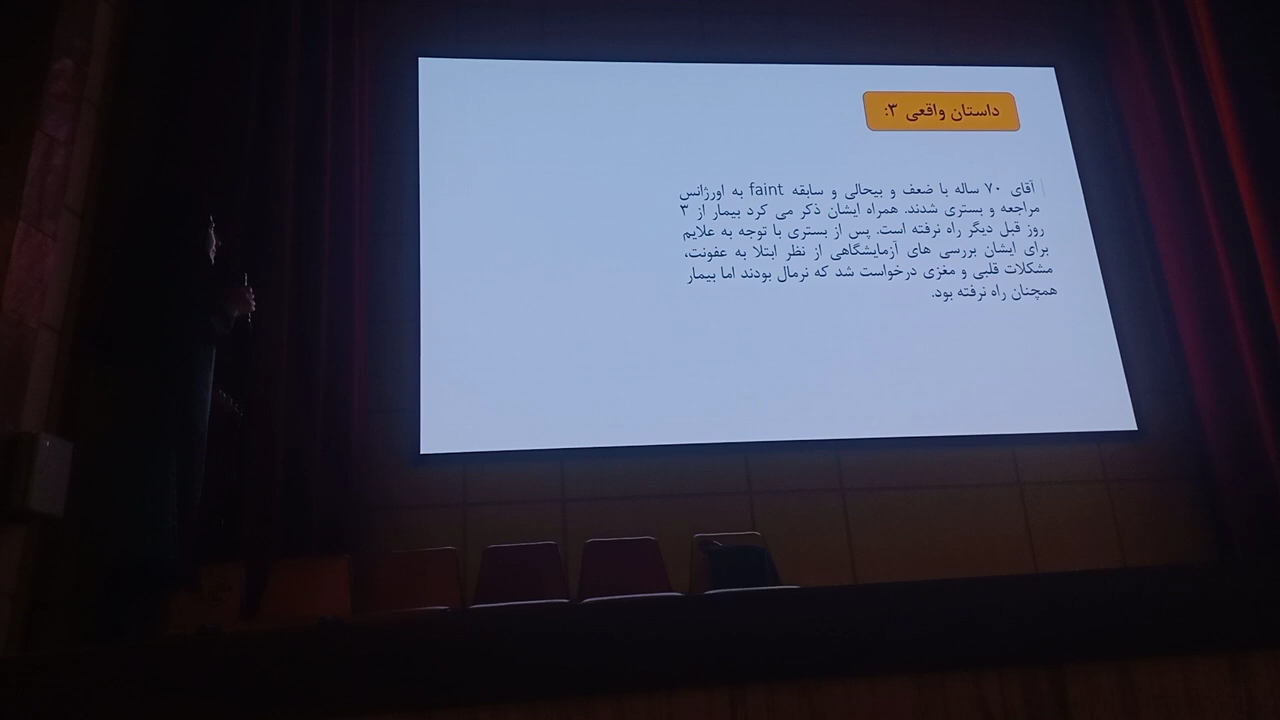 داستان واقعی ۳:
آقای ۷۰ ساله با ضعف و بیحالی و سابقه faint به اورژانس
مراجعه و بستری شدند. همراه ایشان ذکر می کرد بیمار از ۳
روز قبل دیگر راه نرفته است. پس از بستری با توجه به علایم
برای ایشان بررسی های آزمایشگاهی از نظر ابتلا به عفونت،
مشکلات قلبی و مغزی درخواست شد که نرمال بودند اما بیمار
همچنان راه نرفته بود.